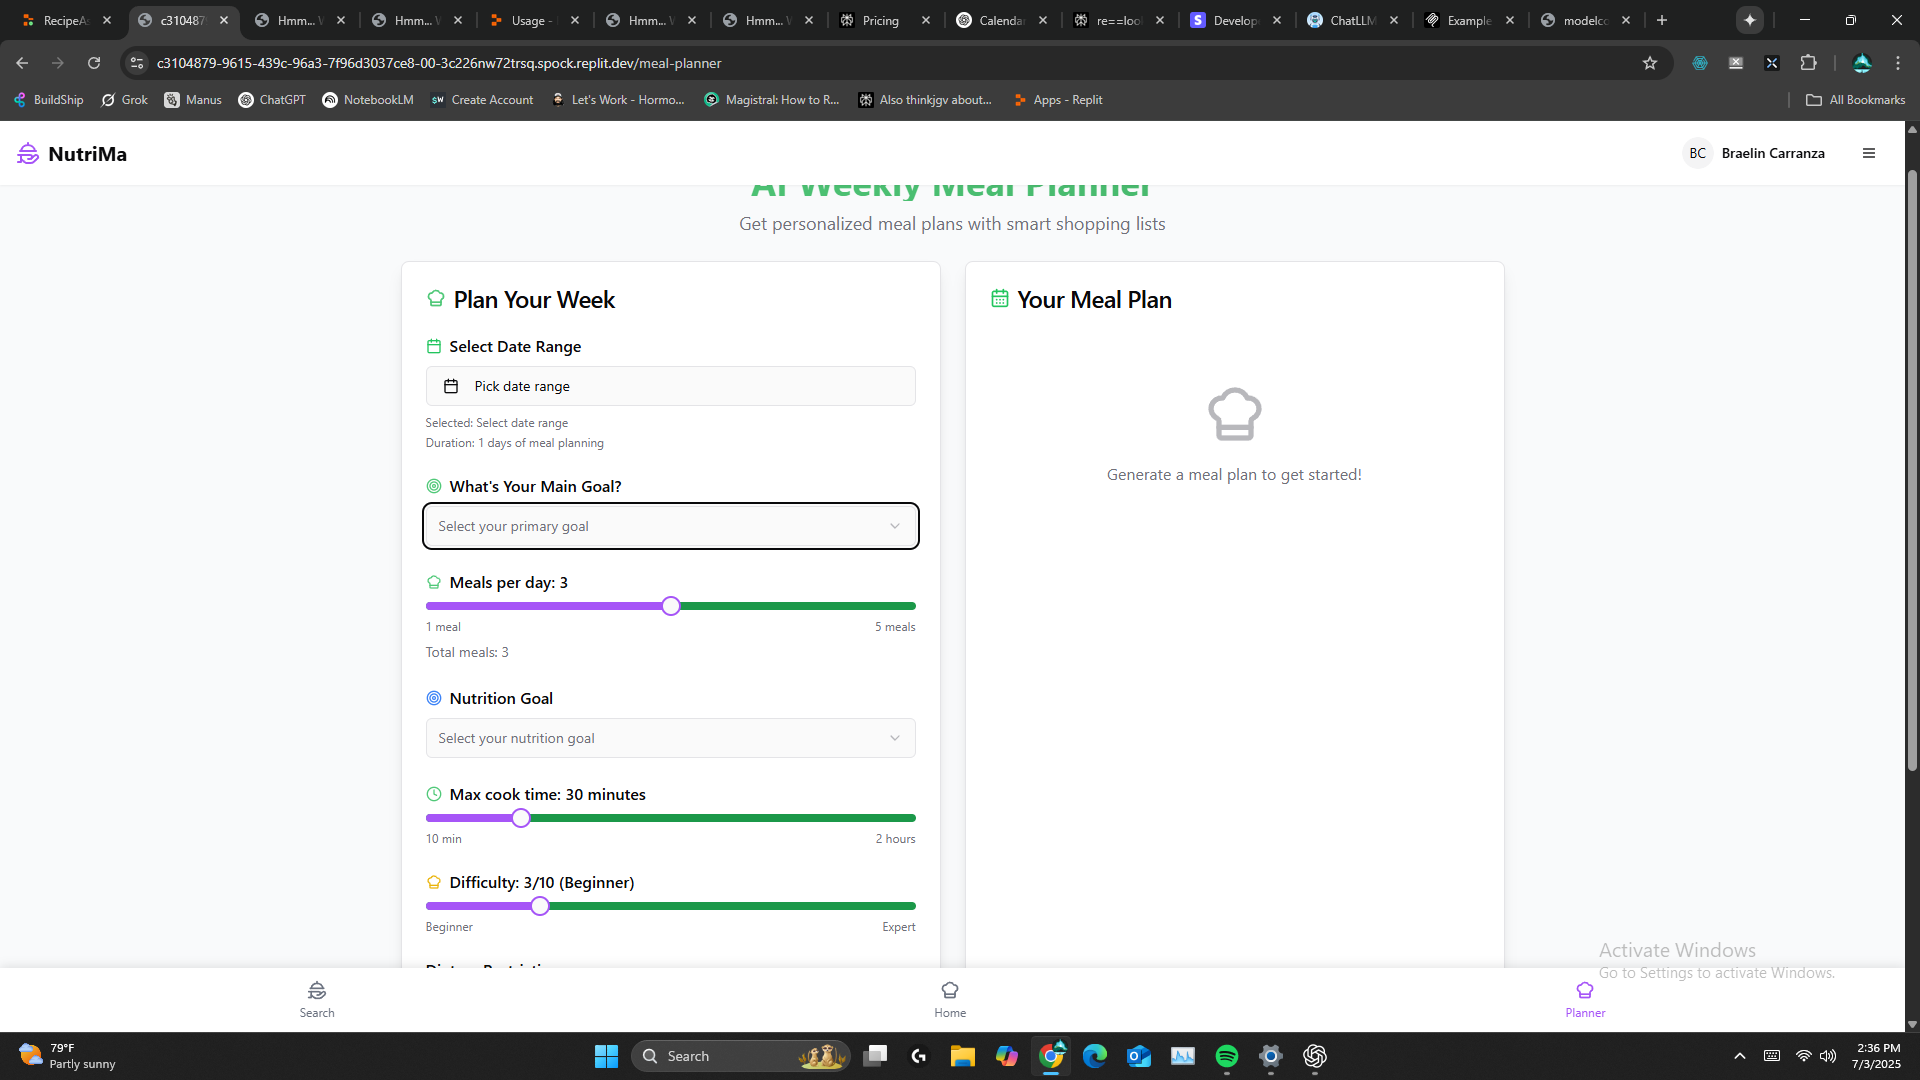 RecipeAs
c3104879
Hmm... V
Hmm... V
Usage -
Hmm... V
Hmm... V
Pricing
Calenda
re==lool
Develop
ChatLLM
Example
modelco
c3104879-9615-439c-96a3-7f96d3037ce8-00-3c226nw72trsq.spock.replit.dev/meal-planner
BuildShip
Grok
Manus
ChatGPT
NotebookLM
Create Account
Let's Work - Hormo...
Magistral: How to R...
Also thinkjgv about...
Apps - Replit
All Bookmarks
NutriMa
BC
Braelin Carranza
AI Weekly Meal Planner
Get personalized meal plans with smart shopping lists
Plan Your Week
Select Date Range
Pick date range
Selected: Select date range
Duration: 1 days of meal planning
What's Your Main Goal?
Select your primary goal
Meals per day: 3
1 meal
5 meals
Total meals: 3
Nutrition Goal
Select your nutrition goal
Max cook time: 30 minutes
10 min
2 hours
Difficulty: 3/10 (Beginner)
Beginner
Expert
Your Meal Plan
Generate a meal plan to get started!
Activate Windows
Go to Settings to activate Windows.
Search
Home
Planner
79°F
Partly sunny
Search
2:36 PM
7/3/2025